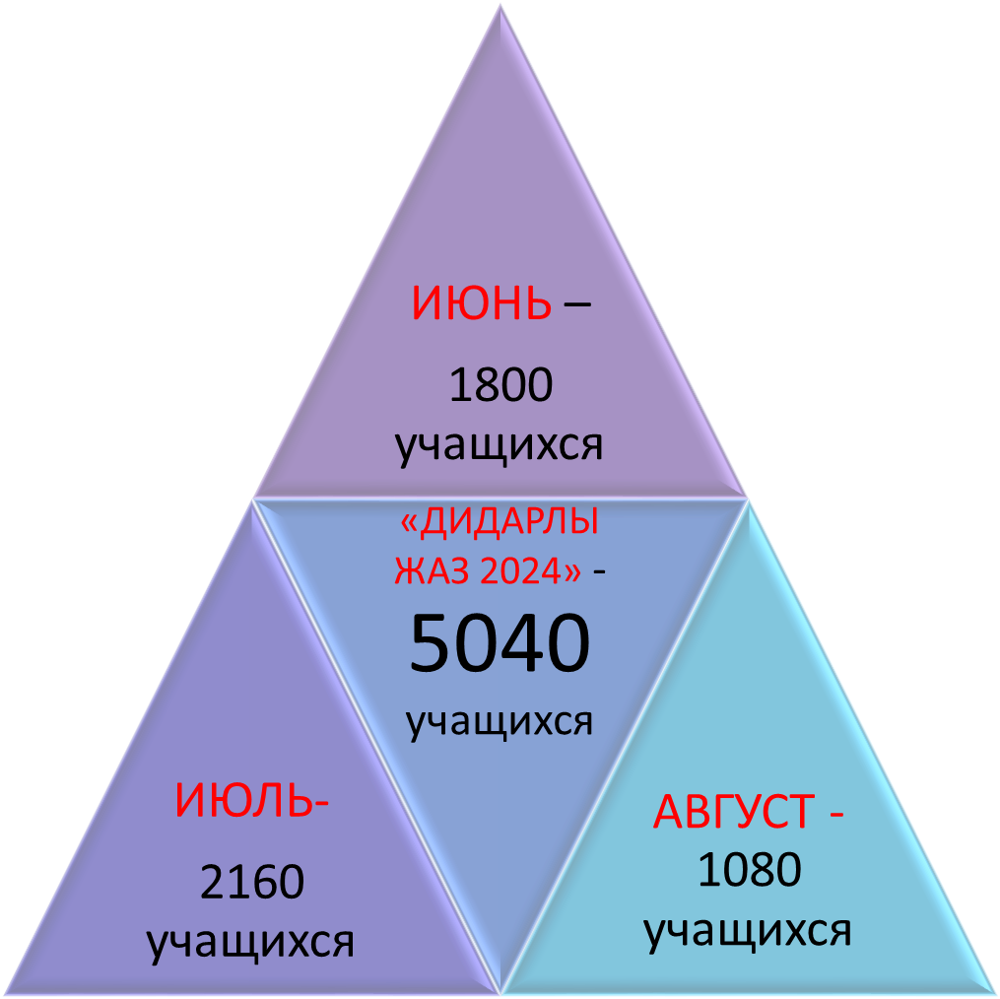 ИЮНЬ –
1800
учащихся
«ДИДАРЛЫ
ЖАЗ 2024» -
5040
учащихся
ИЮЛЬ-
2160
учащихся
АВГУСТ -
1080
учащихся